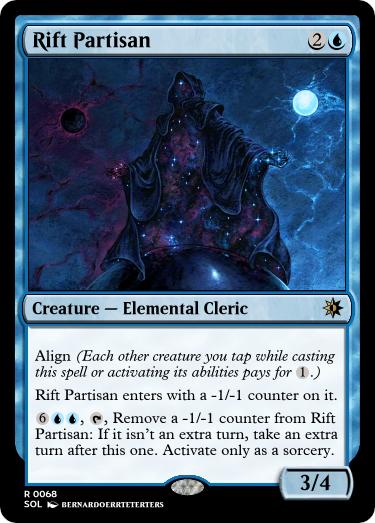 Rift Partisan 2
Creature — Elemental Cleric
Align (Each other creature you tap while casting
this spell or activating its abilities pays for 1.)
Rift Partisan enters with a -1/-1 counter on it.
6, Remove a -1/-1 counter from Rift
Partisan: If it isn't an extra turn, take an extra
turn after this one. Activate only as a sorcery.
3/4
R 0068
SOL BERNARDOERRTETERTERS